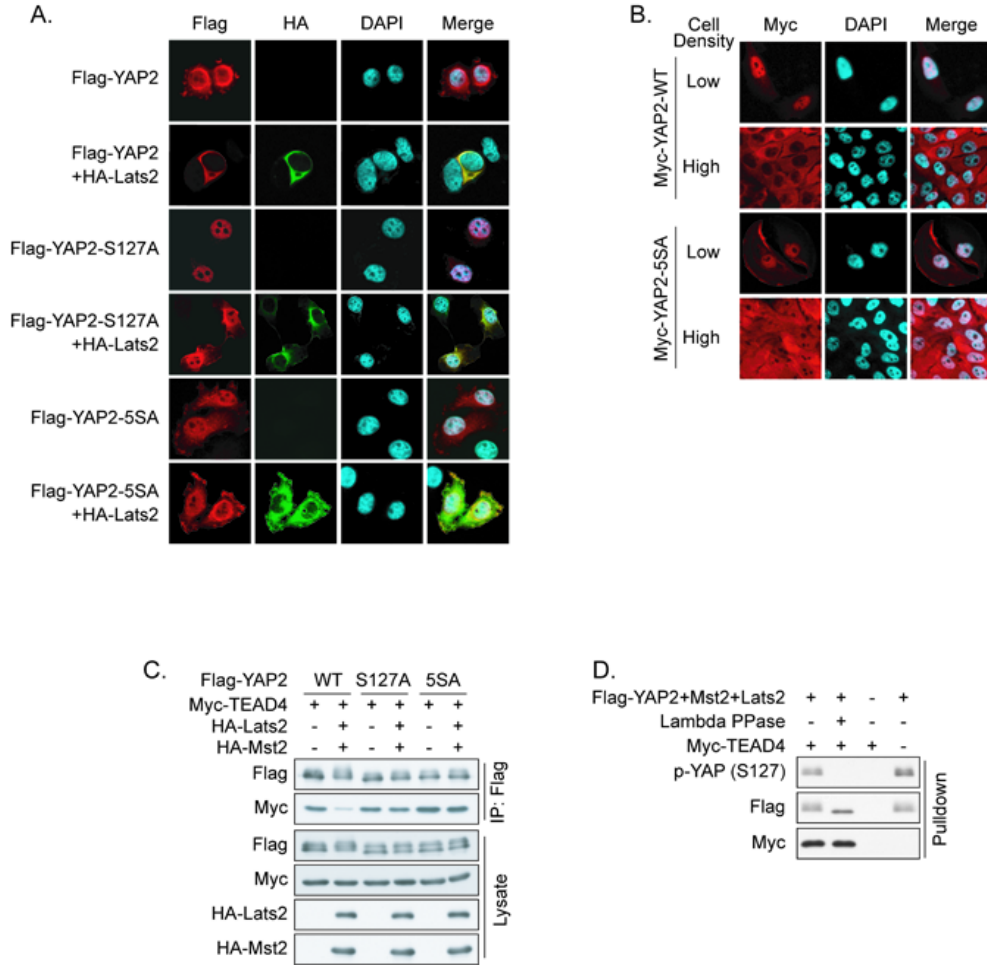 A.
Flag HA DAPI Merge
Flag-YAP2
Flag-YAP2
+HA-Lats2
Flag-YAP2-S127A
Flag-YAP2-S127A
+HA-Lats2
Flag-YAP2-5SA
Flag-YAP2-5SA
+HA-Lats2
B.
Cell
Density
Myc DAPI Merge
Myc-YAP2-WT
Low
High
Myc-YAP2-5SA
Low
High
C.
Flag-YAP2 WT S127A 5SA
Myc-TEAD4 + + + + + +
HA-Lats2 - + - + - +
HA-Mst2 - + - + - +
Flag
Myc
IP: Flag
Flag
Myc
HA-Lats2
HA-Mst2
Lysate
D.
Flag-YAP2+Mst2+Lats2 + + - +
Lambda PPase - + - -
Myc-TEAD4 + + + -
p-YAP (S127)
Flag
Myc
Pulldown